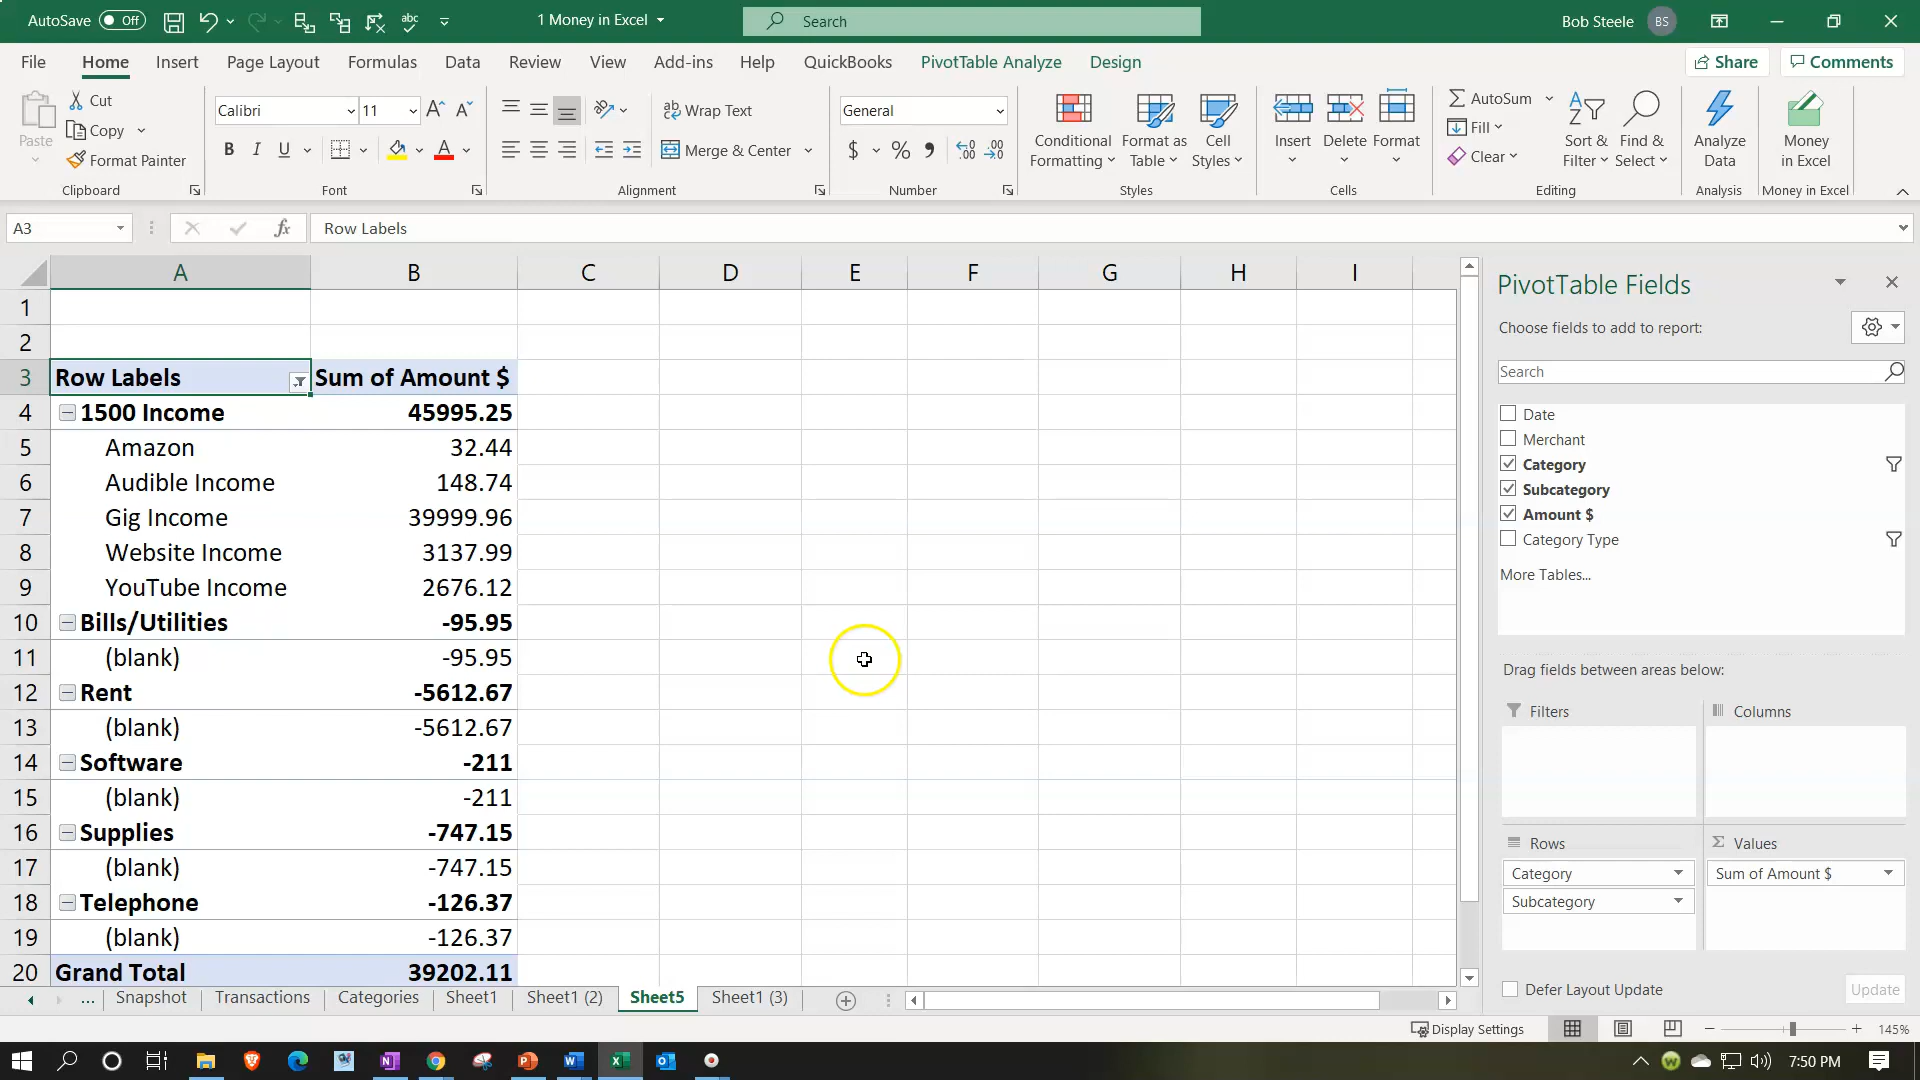 AutoSave Off 1 Money in Excel Search Bob Steele BS
File Home Insert Page Layout Formulas Data Review View Add-ins Help QuickBooks PivotTable Analyze Design Share Comments
Paste Cut Copy Format Painter Clipboard
Calibri 11 B I U A Font
Wrap Text Merge & Center Alignment
General $ % Number
Conditional Formatting Format as Table Cell Styles Styles
Insert Delete Format Cells
AutoSum Fill Clear Sort & Filter Find & Select Editing
Analyze Data Analysis
Money in Excel Money in Excel
A3 fx Row Labels
A B C D E F G H I
1
2
3 Row Labels Sum of Amount $
4 1500 Income 45995.25
5 Amazon 32.44
6 Audible Income 148.74
7 Gig Income 39999.96
8 Website Income 3137.99
9 YouTube Income 2676.12
10 Bills/Utilities -95.95
11 (blank) -95.95
12 Rent -5612.67
13 (blank) -5612.67
14 Software -211
15 (blank) -211
16 Supplies -747.15
17 (blank) -747.15
18 Telephone -126.37
19 (blank) -126.37
20 Grand Total 39202.11
PivotTable Fields
Choose fields to add to report:
Search
Date
Merchant
Category
Subcategory
Amount $
Category Type
More Tables...
Drag fields between areas below:
Filters Columns
Rows Σ Values
Category Sum of Amount $
Subcategory
Defer Layout Update Update
... Snapshot Transactions Categories Sheet1 Sheet1 (2) Sheet5 Sheet1 (3)
Display Settings 145%
7:50 PM